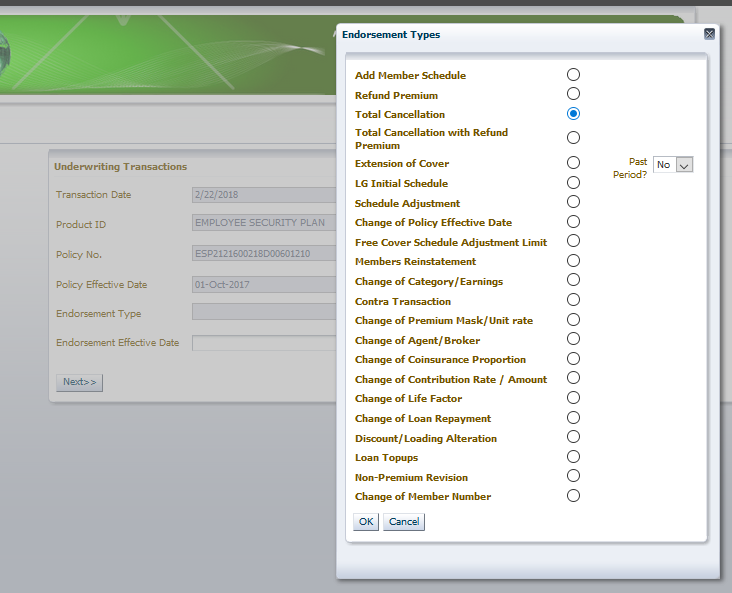 Endorsement Types
Add Member Schedule
Refund Premium
Total Cancellation
Total Cancellation with Refund
Premium
Extension of Cover
Past
Period?
No
LG Initial Schedule
Schedule Adjustment
Change of Policy Effective Date
Free Cover Schedule Adjustment Limit
Members Reinstatement
Change of Category/Earnings
Contra Transaction
Change of Premium Mask/Unit rate
Change of Agent/Broker
Change of Coinsurance Proportion
Change of Contribution Rate / Amount
Change of Life Factor
Change of Loan Repayment
Discount/Loading Alteration
Loan Topups
Non-Premium Revision
Change of Member Number
OK Cancel
Underwriting Transactions
Transaction Date 2/22/2018
Product ID EMPLOYEE SECURITY PLAN
Policy No. ESP2121600218D00601210
Policy Effective Date 01-Oct-2017
Endorsement Type
Endorsement Effective Date
Next>>